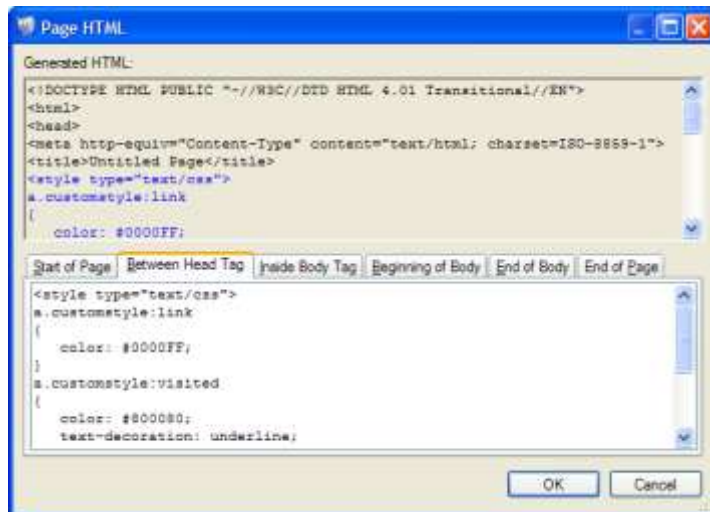 Page HTML
Generated HTML:
<!DOCTYPE HTML PUBLIC "-//W3C//DTD HTML 4.01 Transitional//EN">
<html>
<head>
<meta http-equiv="Content-Type" content="text/html; charset=ISO-8859-1">
<title>Untitled Page</title>
<style type="text/css">
a.customstyle:link
{
color: #0000FF;
Start of Page Between Head Tag Inside Body Tag Beginning of Body End of Body End of Page
<style type="text/css">
a.customstyle:link
{
color: #0000FF;
}
a.customstyle:visited
{
color: #800080;
text-decoration: underline;
OK Cancel